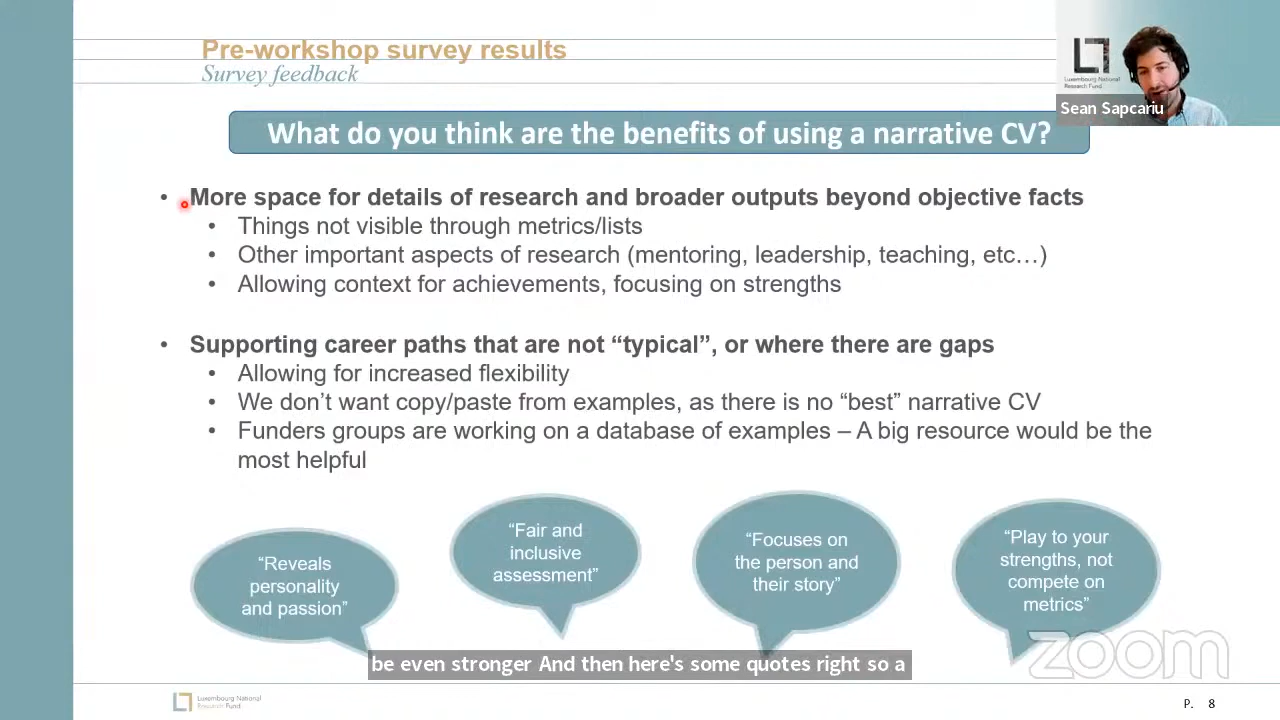 Pre-workshop survey results
Survey feedback
Luxembourg National
Research Fund
Sean Sapcariu
What do you think are the benefits of using a narrative CV?
• More space for details of research and broader outputs beyond objective facts
• Things not visible through metrics/lists
• Other important aspects of research (mentoring, leadership, teaching, etc…)
• Allowing context for achievements, focusing on strengths
• Supporting career paths that are not “typical”, or where there are gaps
• Allowing for increased flexibility
• We don’t want copy/paste from examples, as there is no “best” narrative CV
• Funders groups are working on a database of examples – A big resource would be the
most helpful
“Reveals
personality
and passion”
“Fair and
inclusive
assessment”
“Focuses on
the person and
their story”
“Play to your
strengths, not
compete on
metrics”
zoom
be even stronger And then here's some quotes right so a
Luxembourg National
Research Fund
P. 8